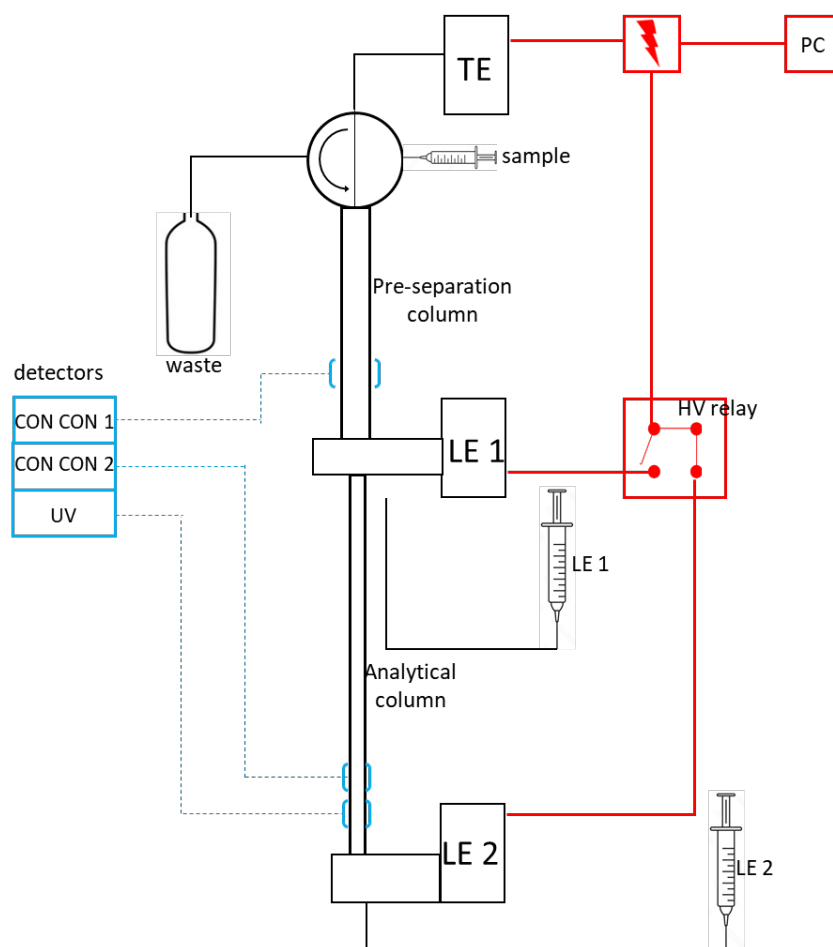 TE
PC
sample
Pre-separation
column
waste
detectors
HV relay
CON CON 1
LE 1
CON CON 2
UV
LE 1
Analytical
column
LE 2
LE 2